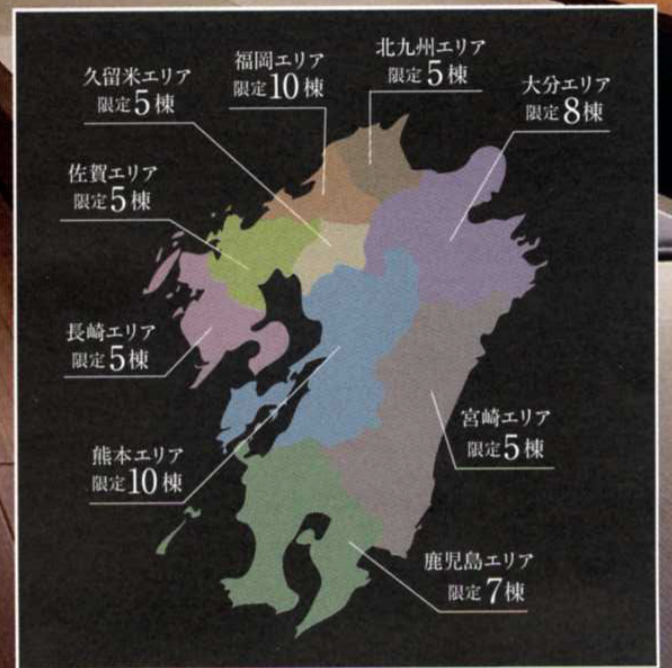 北九州エリア
限定5棟
福岡エリア
限定10棟
久留米エリア
限定5棟
大分エリア
限定8棟
佐賀エリア
限定5棟
長崎エリア
限定5棟
宮崎エリア
限定5棟
熊本エリア
限定10棟
鹿児島エリア
限定7棟